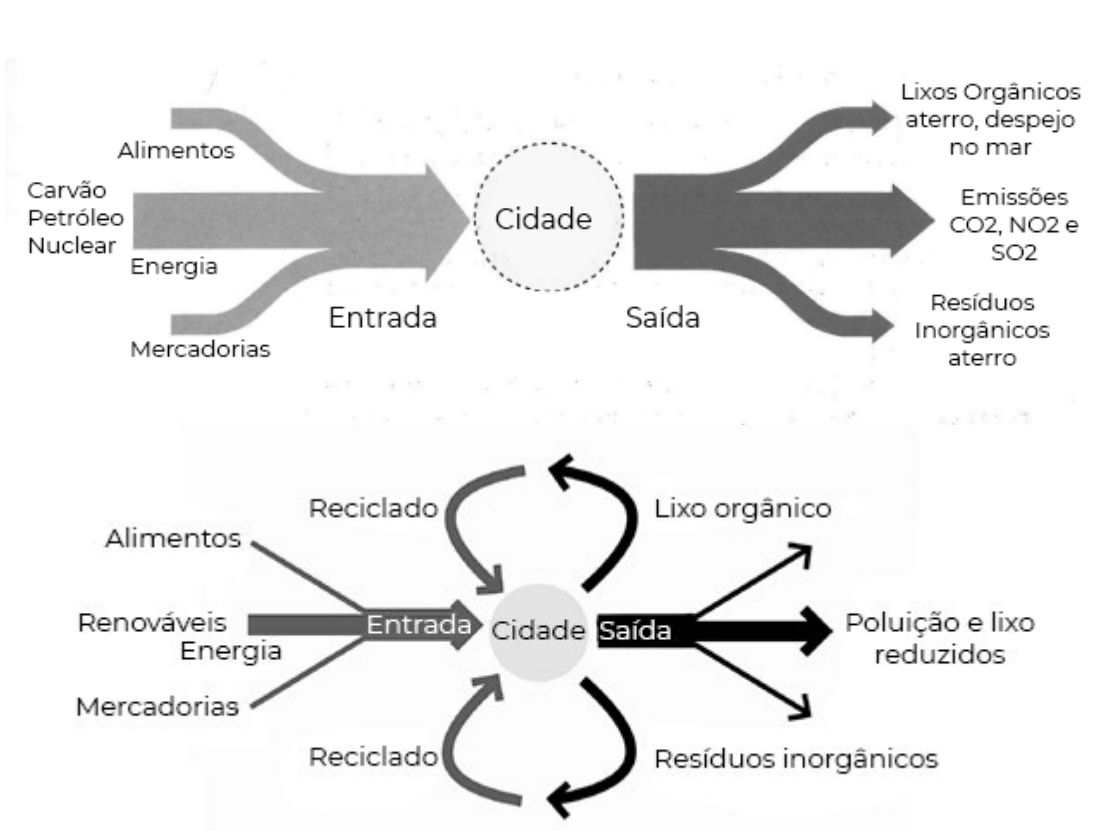 Alimentos
Carvão
Petróleo
Nuclear
Energia
Mercadorias
Entrada
Cidade
Saída
Lixos Orgânicos
aterro, despejo
no mar
Emissões
CO2, NO2 e
SO2
Resíduos
Inorgânicos
aterro
Reciclado
Lixo orgânico
Alimentos
Renováveis
Energia
Mercadorias
Entrada
Cidade
Saída
Poluição e lixo
reduzidos
Reciclado
Resíduos inorgânicos